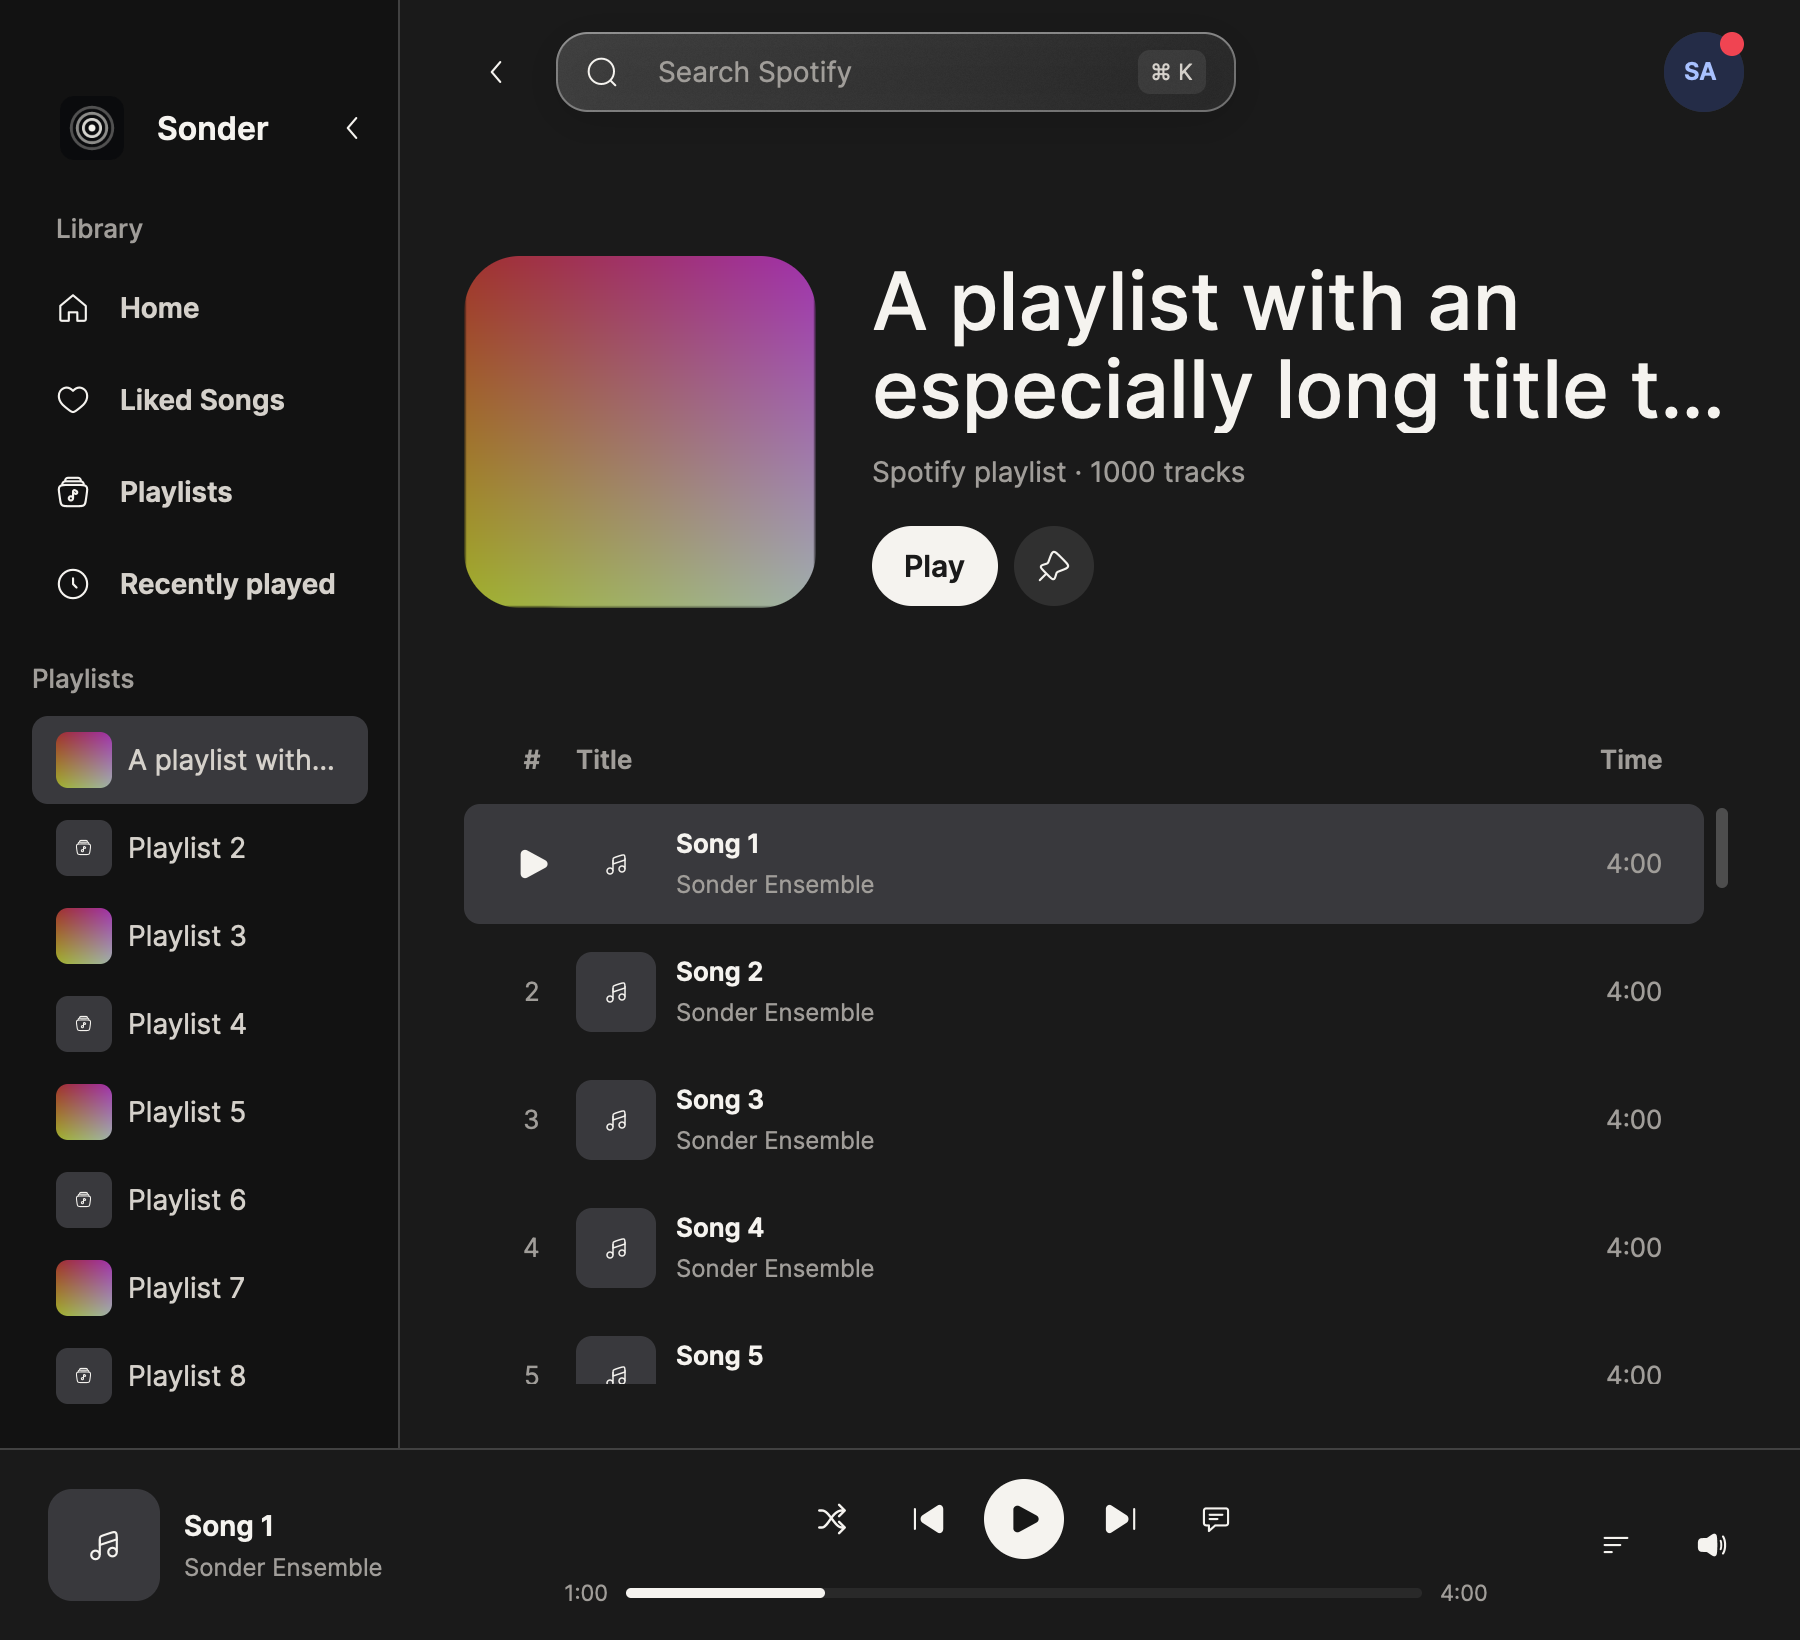 Sonder
Library
Home
Liked Songs
Playlists
Recently played
Playlists
A playlist with...
Playlist 2
Playlist 3
Playlist 4
Playlist 5
Playlist 6
Playlist 7
Playlist 8
Search Spotify
⌘ K
SA
A playlist with an
especially long title t...
Spotify playlist · 1000 tracks
Play
# Title Time
Song 1
Sonder Ensemble
4:00
2
Song 2
Sonder Ensemble
4:00
3
Song 3
Sonder Ensemble
4:00
4
Song 4
Sonder Ensemble
4:00
5
Song 5
4:00
Song 1
Sonder Ensemble
1:00
4:00